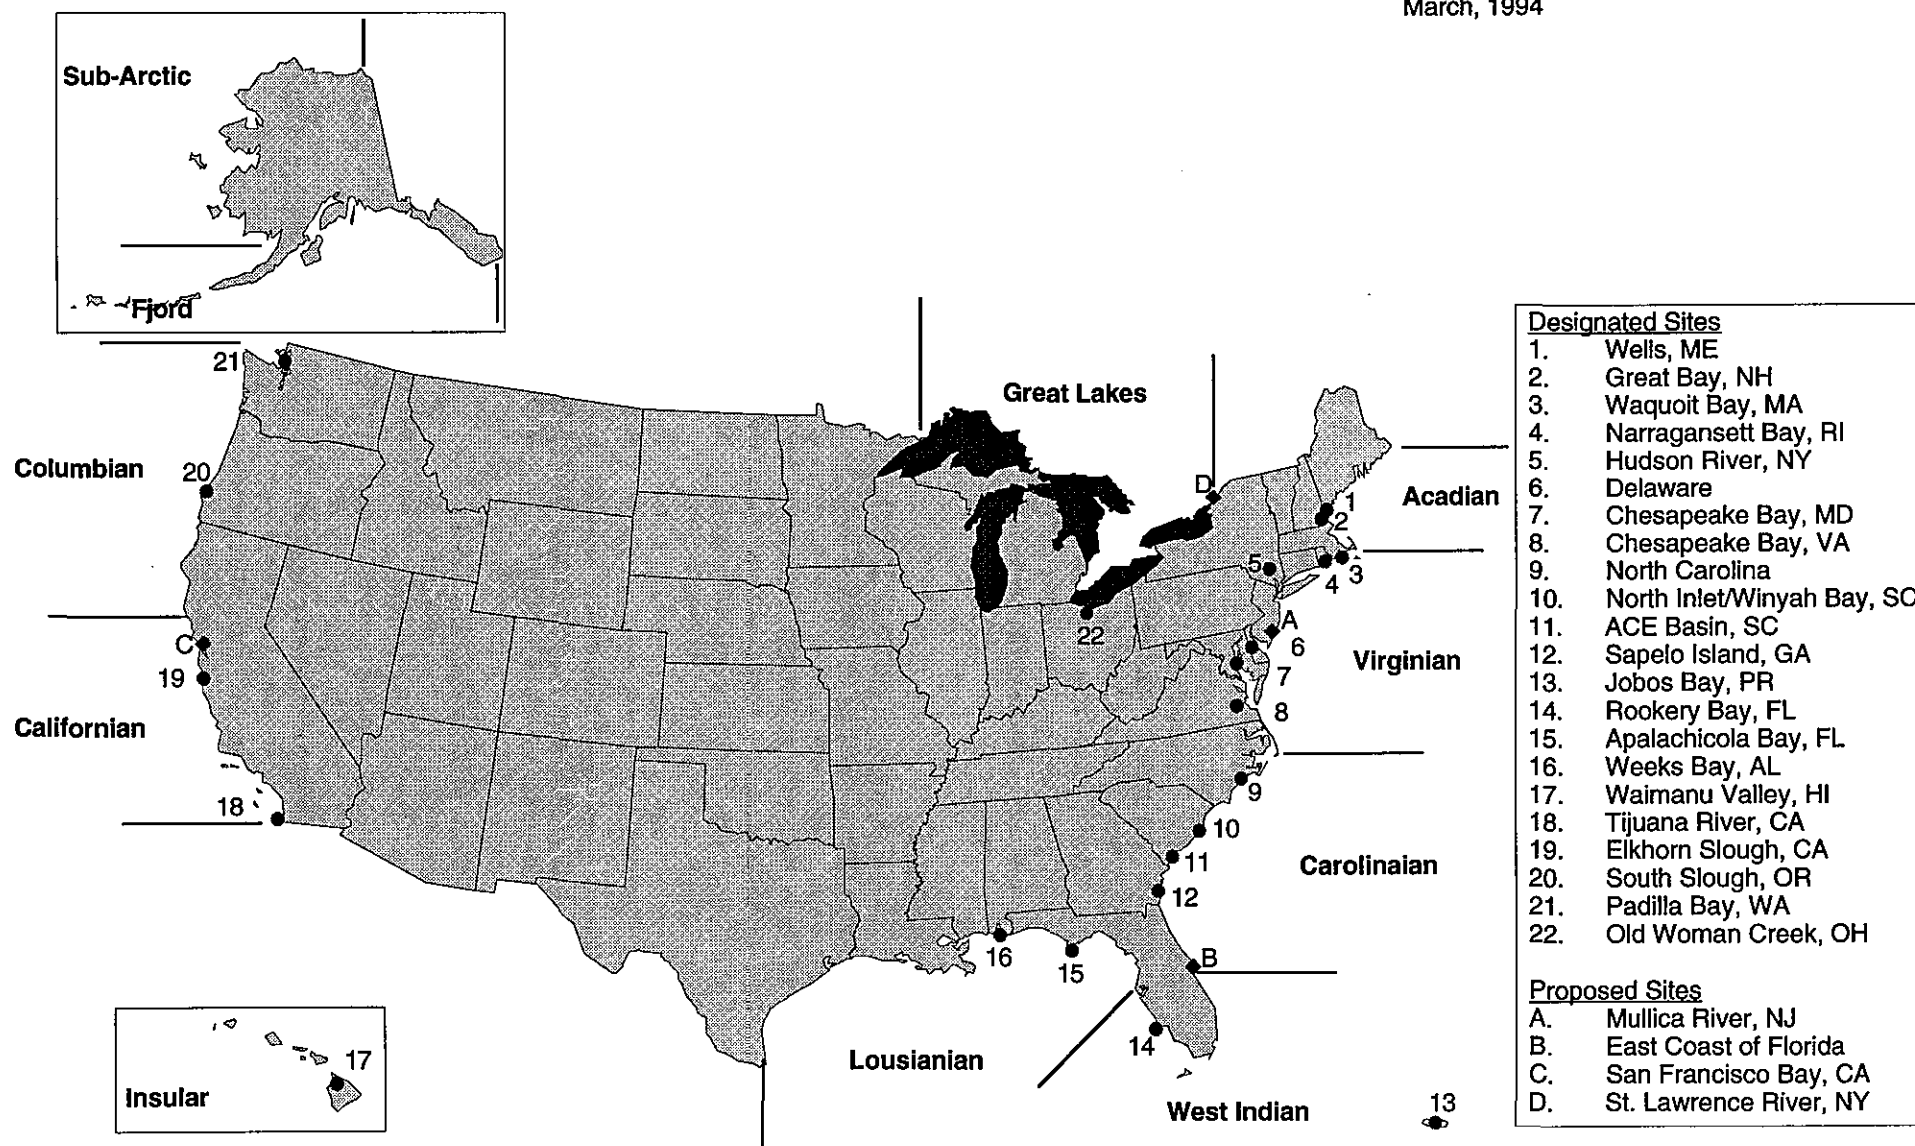 March, 1994
Sub-Arctic
Fjord
21
Great Lakes
Columbian
20
D
1
2
Acadian
5
4
3
C
19
22
A
6
Virginian
7
8
Californian
18
9
10
11
12
Carolinaian
16
15
B
14
Lousianian
17
Insular
West Indian
13
Designated Sites
1. Wells, ME
2. Great Bay, NH
3. Waquoit Bay, MA
4. Narragansett Bay, RI
5. Hudson River, NY
6. Delaware
7. Chesapeake Bay, MD
8. Chesapeake Bay, VA
9. North Carolina
10. North Inlet/Winyah Bay, SC
11. ACE Basin, SC
12. Sapelo Island, GA
13. Jobos Bay, PR
14. Rookery Bay, FL
15. Apalachicola Bay, FL
16. Weeks Bay, AL
17. Waimanu Valley, HI
18. Tijuana River, CA
19. Elkhorn Slough, CA
20. South Slough, OR
21. Padilla Bay, WA
22. Old Woman Creek, OH
Proposed Sites
A. Mullica River, NJ
B. East Coast of Florida
C. San Francisco Bay, CA
D. St. Lawrence River, NY